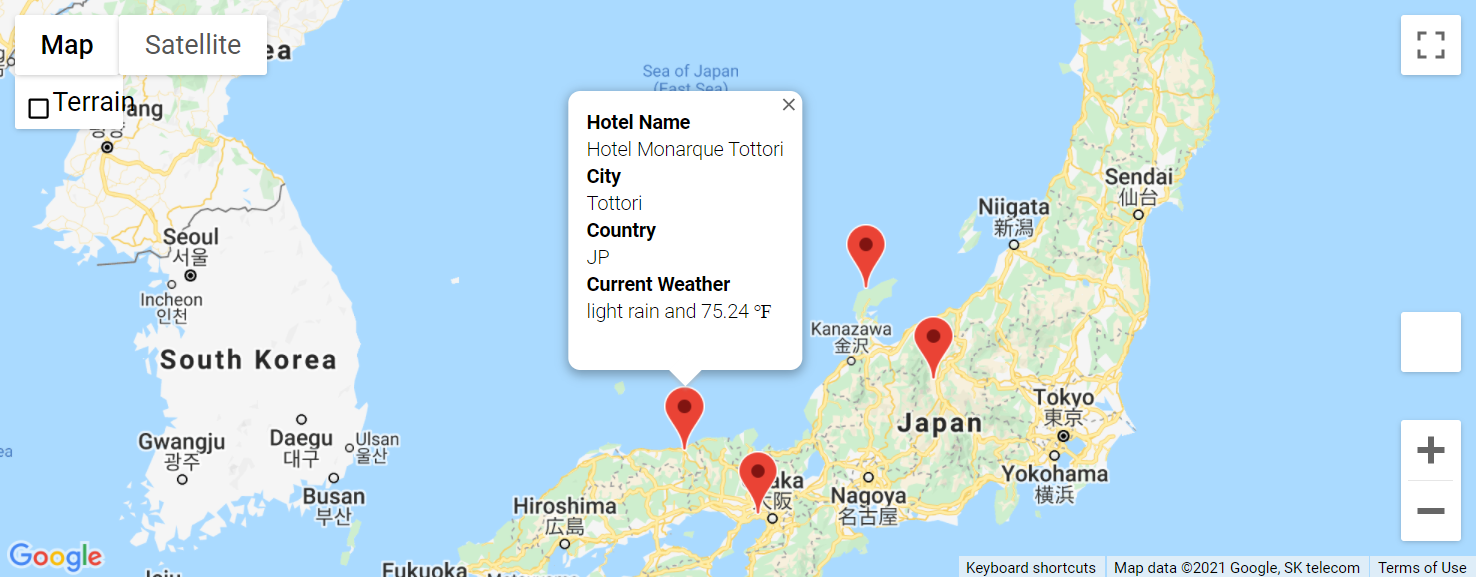 Map
Satellite
ea
Terrain
ang
Sea of Japan
(East Sea)
Hotel Name
Hotel Monarque Tottori
City
Tottori
Country
JP
Current Weather
light rain and 75.24 °F
Sendai
仙台
Niigata
新潟
Seoul
서울
Incheon
인천
Kanazawa
金沢
South Korea
Tokyo
東京
Japan
Gwangju
광주
Daegu
대구
Ulsan
울산
Yokohama
横浜
aka
大阪
Nagoya
名古屋
Busan
부산
Hiroshima
広島
ea
Google
Fukuoka
Keyboard shortcuts
Map data ©2021 Google, SK telecom
Terms of Use